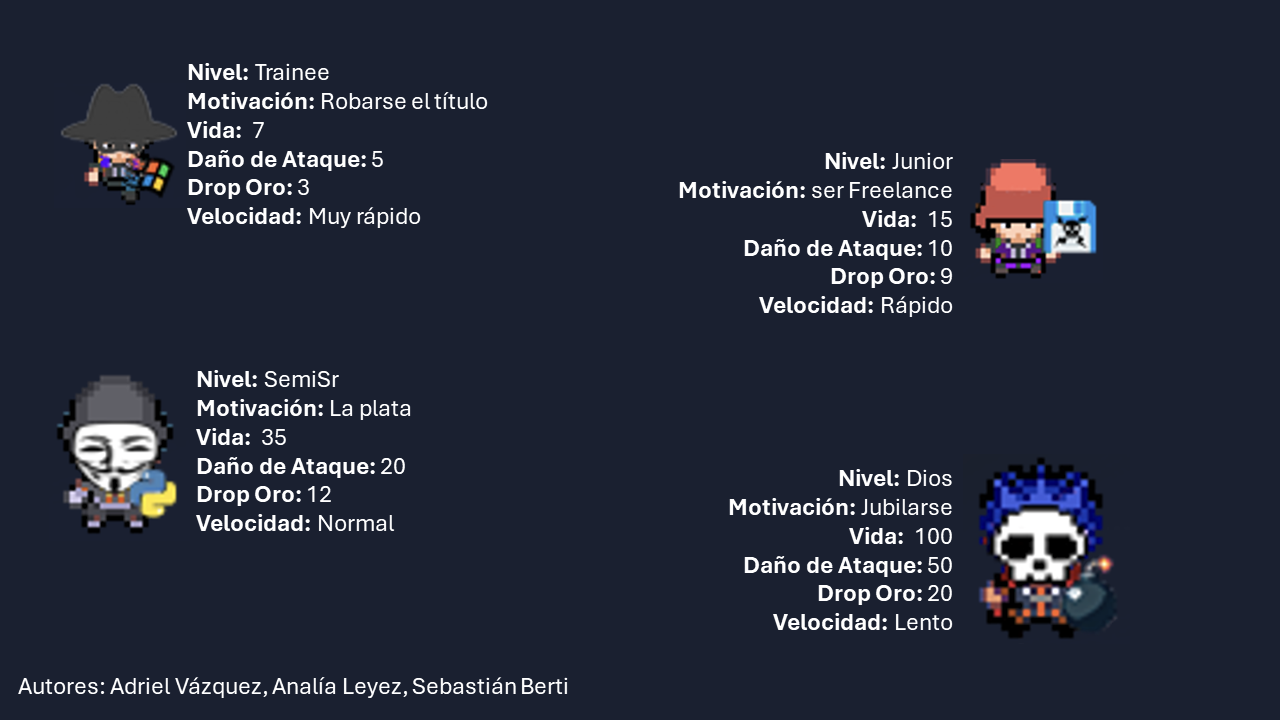 Nivel: Trainee
Motivación: Robarse el título
Vida: 7
Daño de Ataque: 5
Drop Oro: 3
Velocidad: Muy rápido
Nivel: Junior
Motivación: ser Freelance
Vida: 15
Daño de Ataque: 10
Drop Oro: 9
Velocidad: Rápido
Nivel: SemiSr
Motivación: La plata
Vida: 35
Daño de Ataque: 20
Drop Oro: 12
Velocidad: Normal
Nivel: Dios
Motivación: Jubilarse
Vida: 100
Daño de Ataque: 50
Drop Oro: 20
Velocidad: Lento
Autores: Adriel Vázquez, Analía Leyez, Sebastián Berti